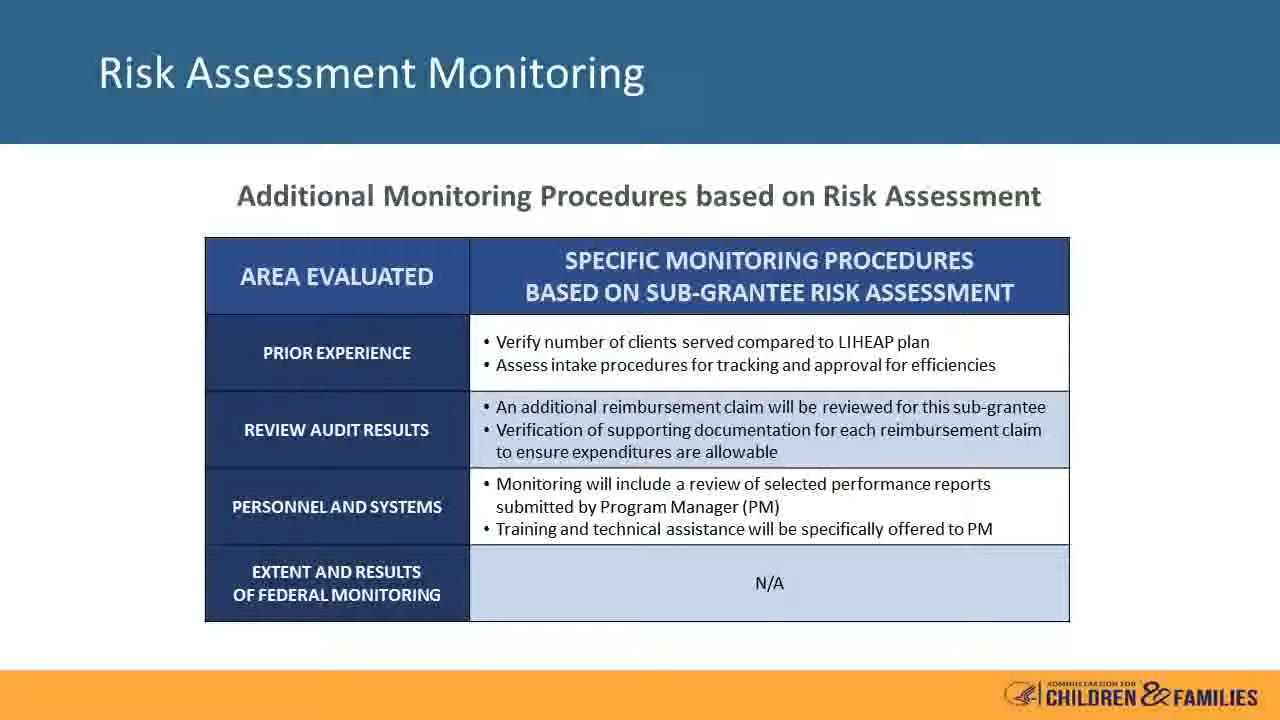 Risk Assessment Monitoring
Additional Monitoring Procedures based on Risk Assessment
AREA EVALUATED
SPECIFIC MONITORING PROCEDURES
BASED ON SUB-GRANTEE RISK ASSESSMENT
PRIOR EXPERIENCE
• Verify number of clients served compared to LIHEAP plan
• Assess intake procedures for tracking and approval for efficiencies
REVIEW AUDIT RESULTS
• An additional reimbursement claim will be reviewed for this sub-grantee
• Verification of supporting documentation for each reimbursement claim
to ensure expenditures are allowable
PERSONNEL AND SYSTEMS
• Monitoring will include a review of selected performance reports
submitted by Program Manager (PM)
• Training and technical assistance will be specifically offered to PM
EXTENT AND RESULTS
OF FEDERAL MONITORING
N/A
ADMINISTRATION FOR
CHILDREN & FAMILIES